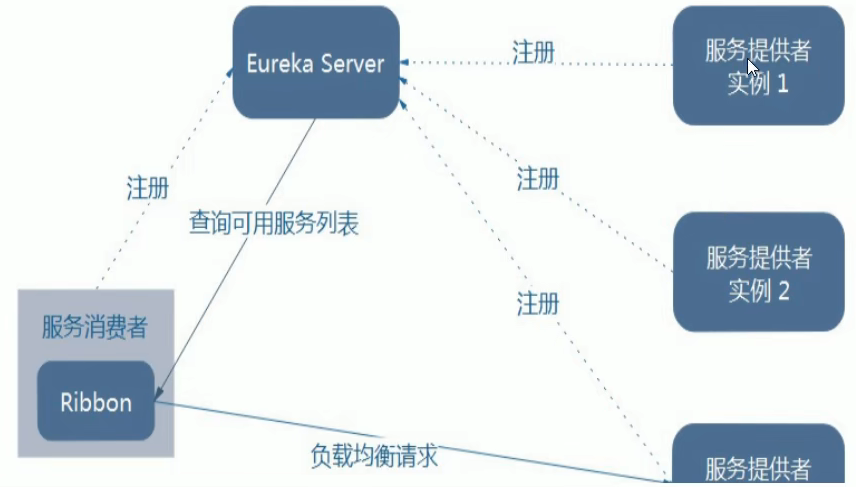 Eureka Server
注册
服务提供者
实例 1
注册
注册
查询可用服务列表
服务提供者
实例 2
注册
服务消费者
Ribbon
负载均衡请求
服务提供者